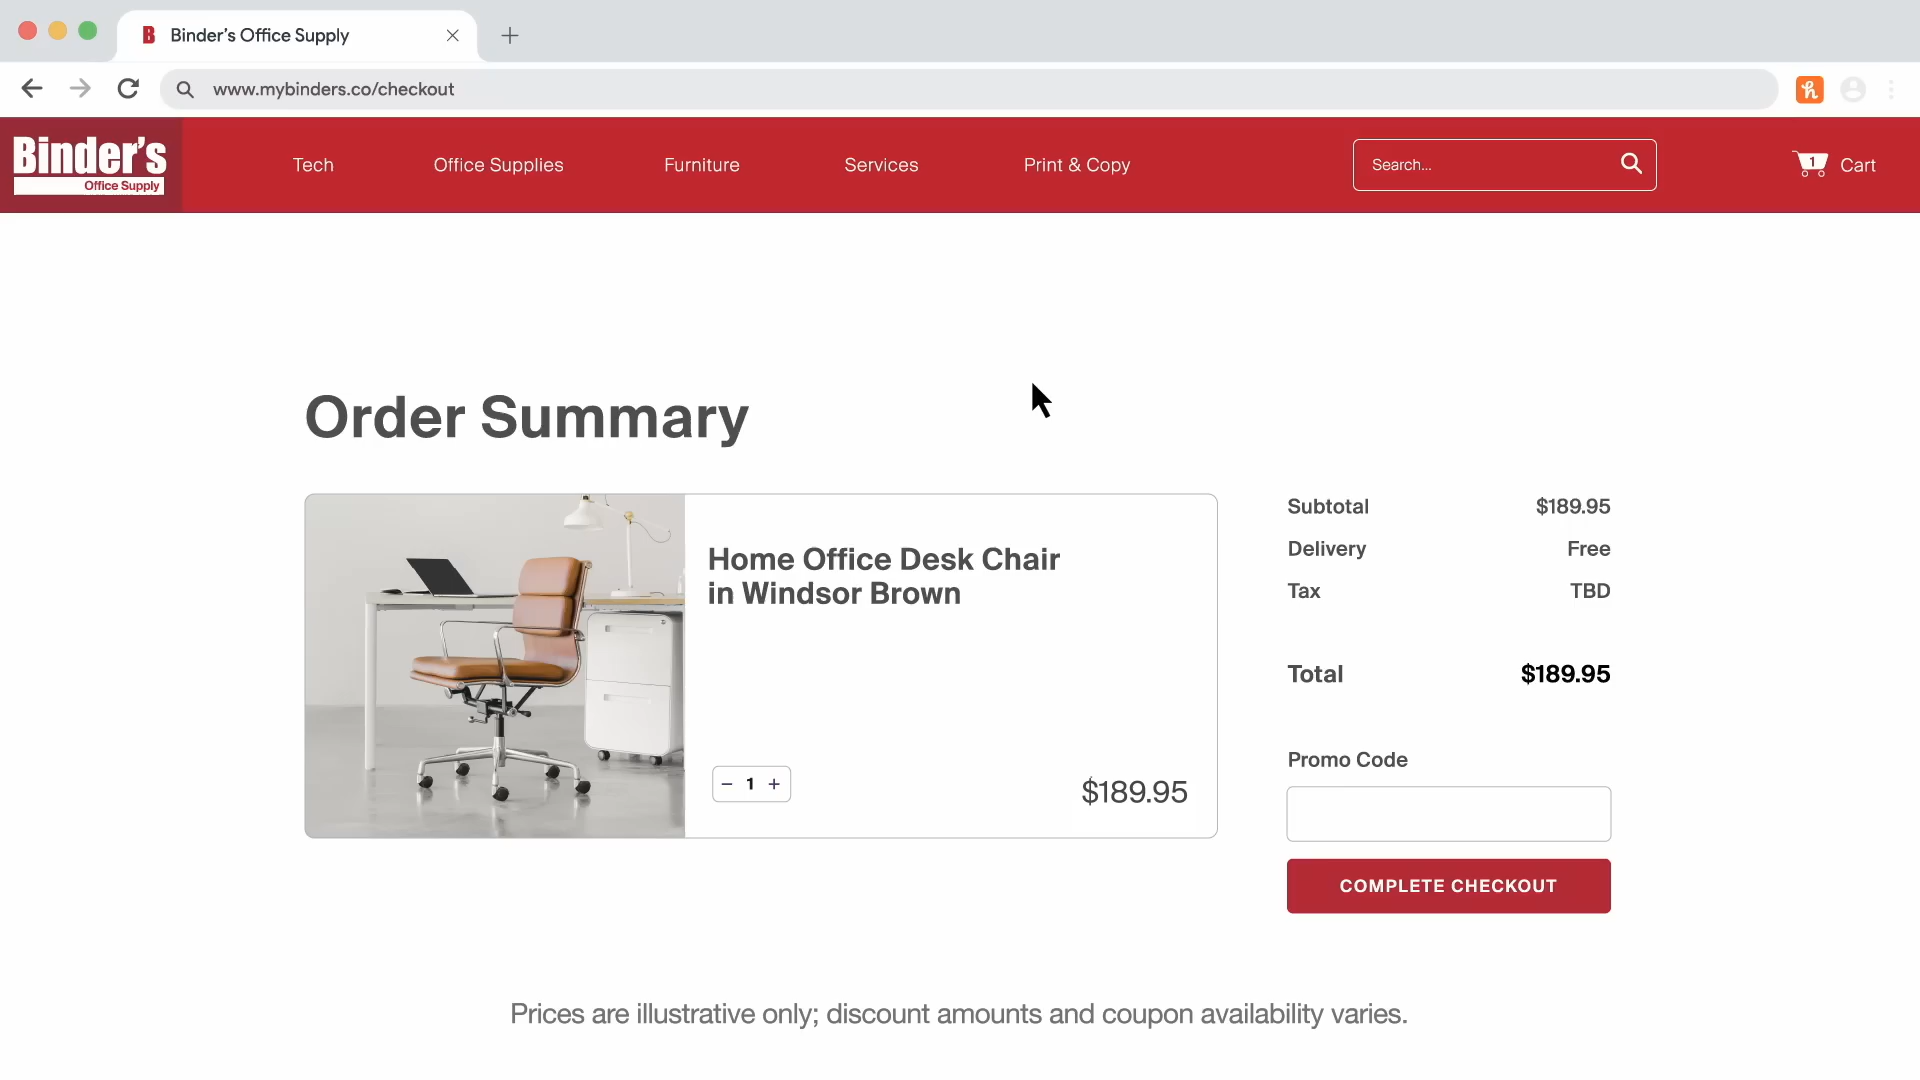 Binder's Office Supply
www.mybinders.co/checkout
Binder's
Office Supply
Tech
Office Supplies
Furniture
Services
Print & Copy
Search...
1
Cart
Order Summary
Home Office Desk Chair
in Windsor Brown
− 1 +
$189.95
Subtotal $189.95
Delivery Free
Tax TBD
Total $189.95
Promo Code
COMPLETE CHECKOUT
Prices are illustrative only; discount amounts and coupon availability varies.